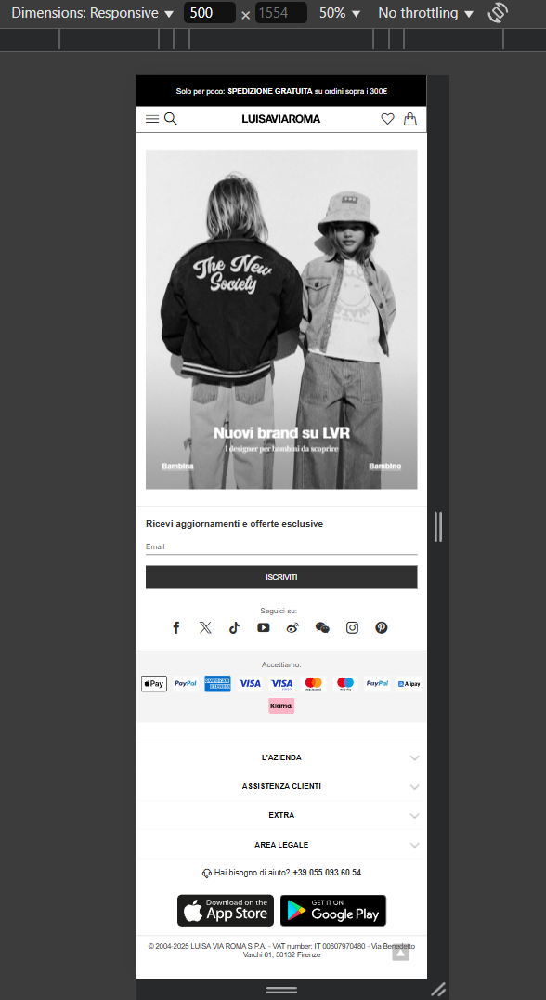 Dimensions: Responsive ▼ 500 × 1554 50% ▼ No throttling ▼
Solo per poco: SPEDIZIONE GRATUITA su ordini sopra i 300€
LUISAVIAROMA
The New
Society
Nuovi brand su LVR
I designer per bambini da scoprire
Bambina Bambino
Ricevi aggiornamenti e offerte esclusive
Email
ISCRIVITI
Seguici su:
Accettiamo:
Pay PayPal AMERICAN EXPRESS VISA VISA PayPal Alipay
Klarna.
L'AZIENDA
ASSISTENZA CLIENTI
EXTRA
AREA LEGALE
Hai bisogno di aiuto? +39 055 093 60 54
Download on the GET IT ON
App Store Google Play
© 2004-2025 LUISA VIA ROMA S.P.A. - VAT number: IT 00607970480 - Via Benedetto
Varchi 61, 50132 Firenze